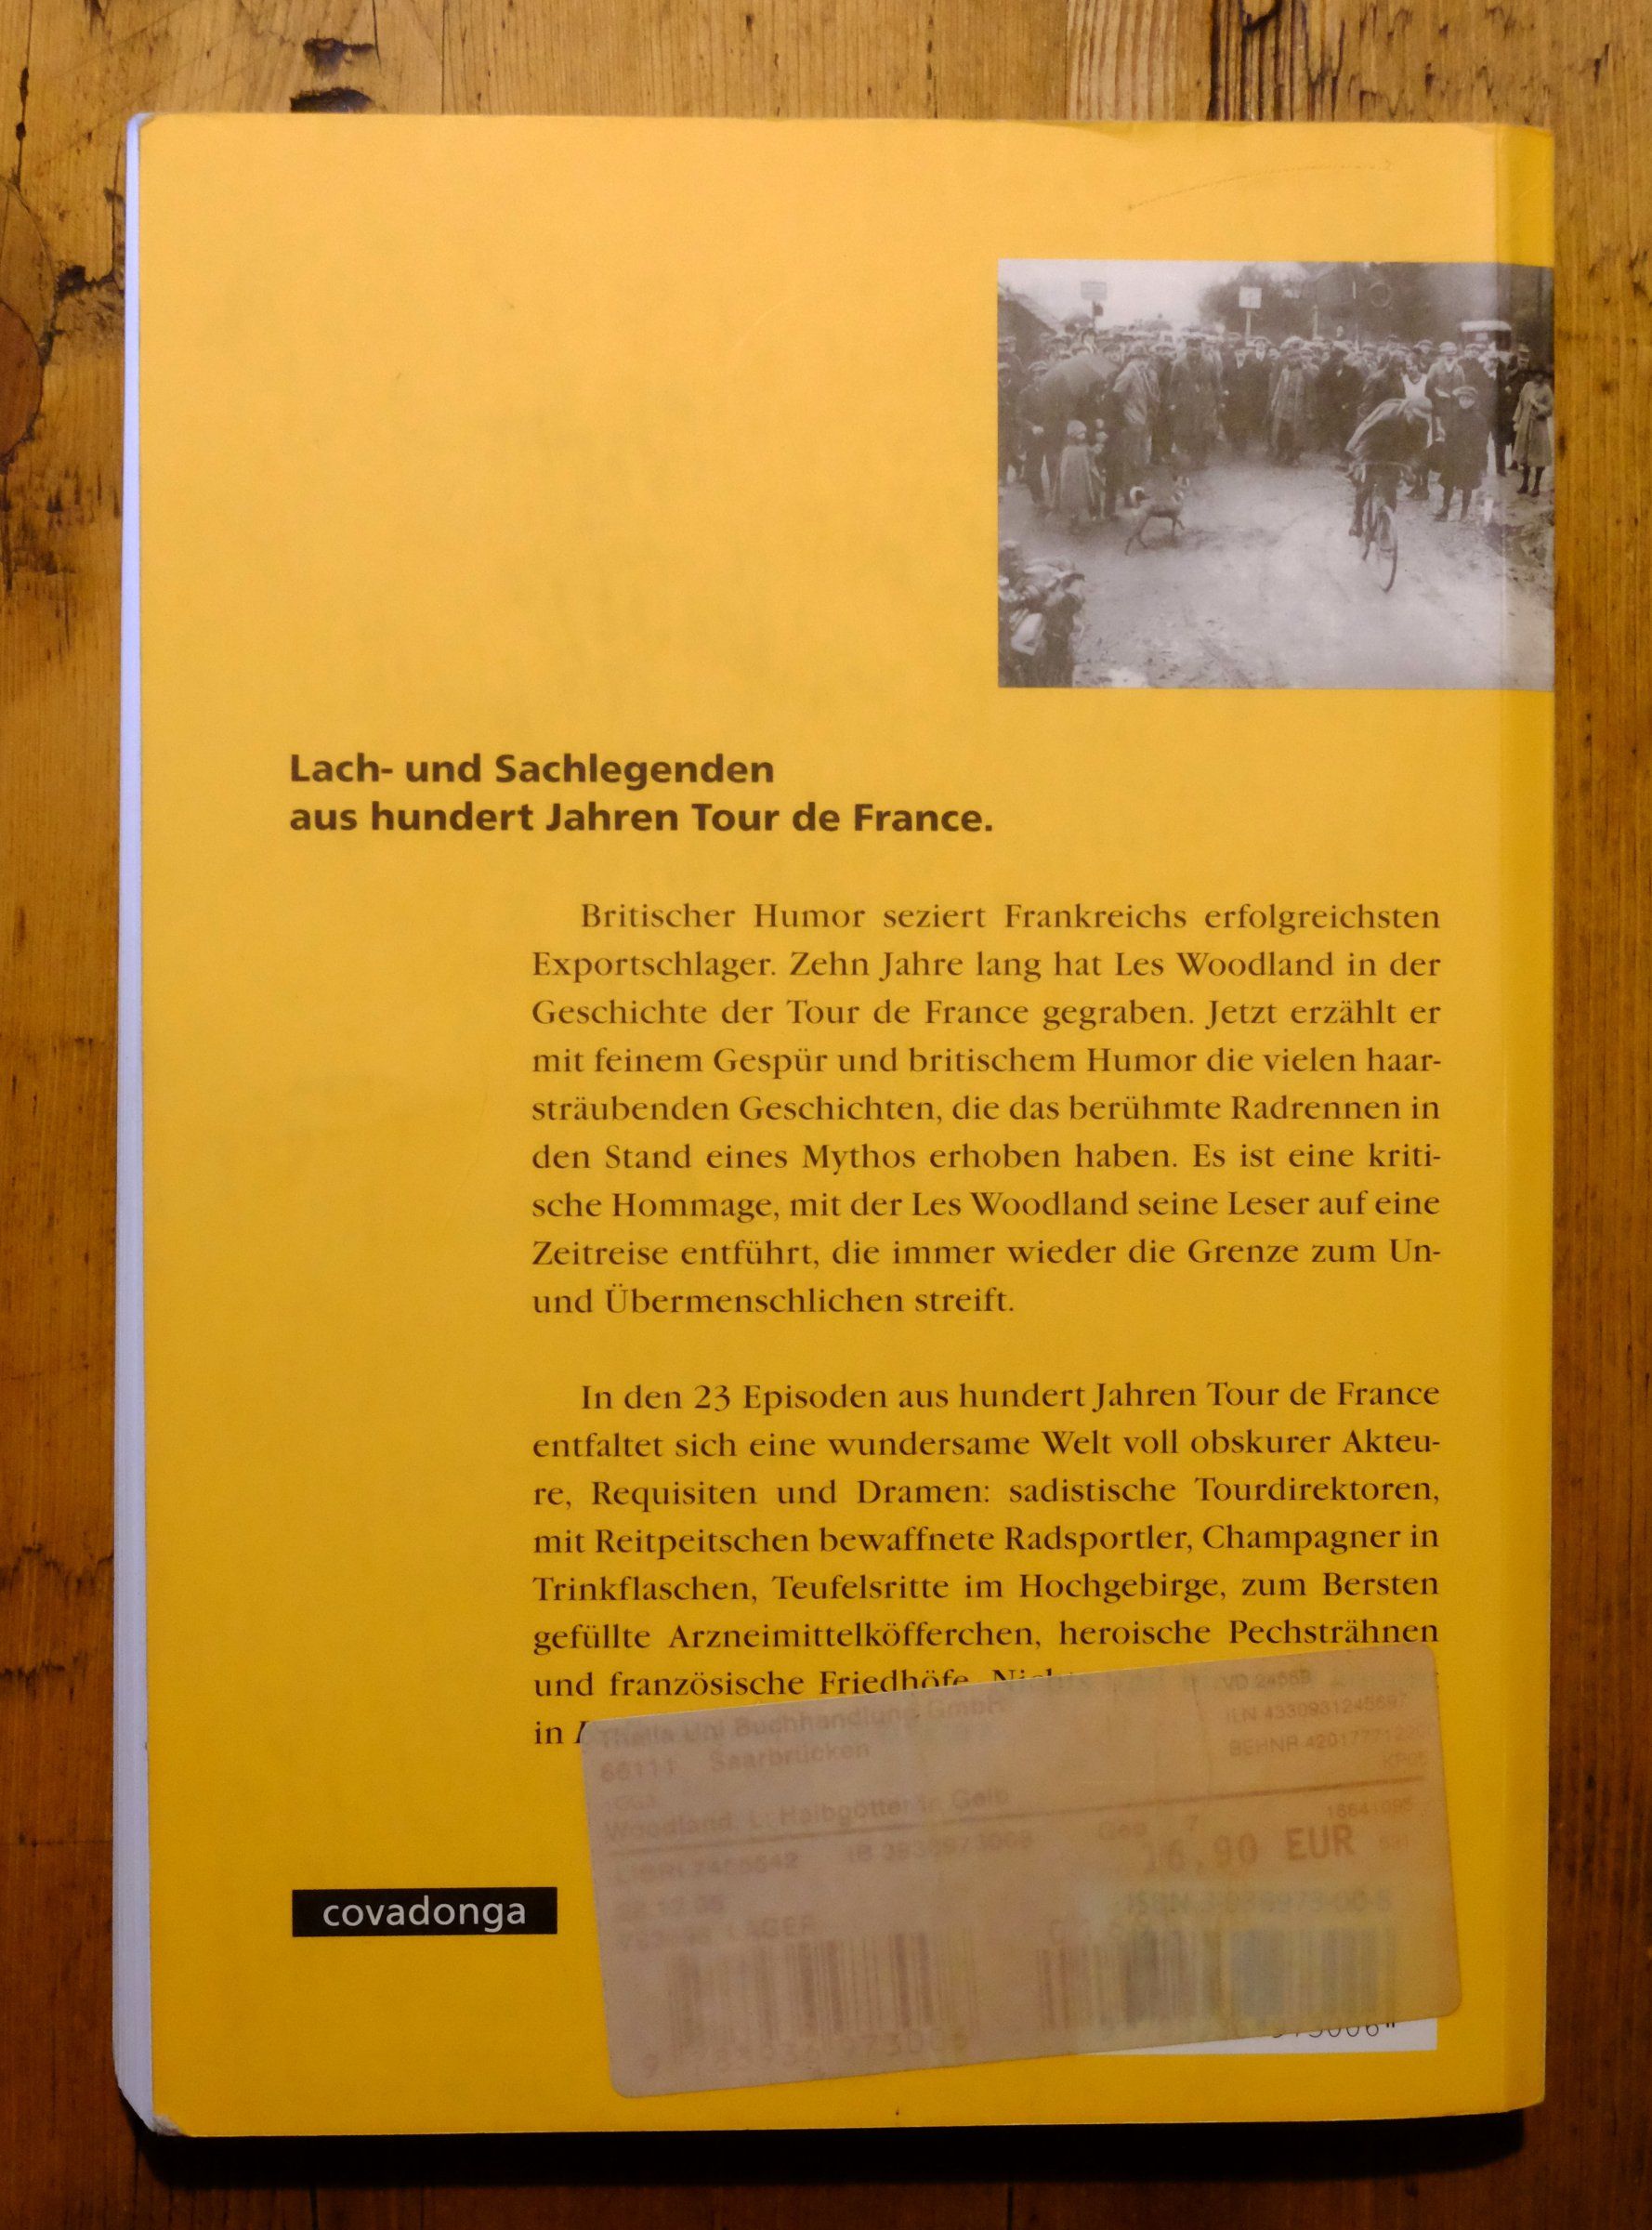 Lach- und Sachlegenden
aus hundert Jahren Tour de France.
Britischer Humor seziert Frankreichs erfolgreichsten
Exportschlager. Zehn Jahre lang hat Les Woodland in der
Geschichte der Tour de France gegraben. Jetzt erzählt er
mit feinem Gespür und britischem Humor die vielen haar-
sträubenden Geschichten, die das berühmte Radrennen in
den Stand eines Mythos erhoben haben. Es ist eine kriti-
sche Hommage, mit der Les Woodland seine Leser auf eine
Zeitreise entführt, die immer wieder die Grenze zum Un-
und Übermenschlichen streift.
In den 23 Episoden aus hundert Jahren Tour de France
entfaltet sich eine wundersame Welt voll obskurer Akteu-
re, Requisiten und Dramen: sadistische Tourdirektoren,
mit Reitpeitschen bewaffnete Radsportler, Champagner in
Trinkflaschen, Teufelsritte im Hochgebirge, zum Bersten
gefüllte Arzneimittelköfferchen, heroische Pechsträhnen
und französische Friedhöfe.
in
Thalia Uni Buchhandlung GmbH
66111 Saarbrücken
Woodland, L: Halbgötter in Gelb
16,90 EUR
covadonga